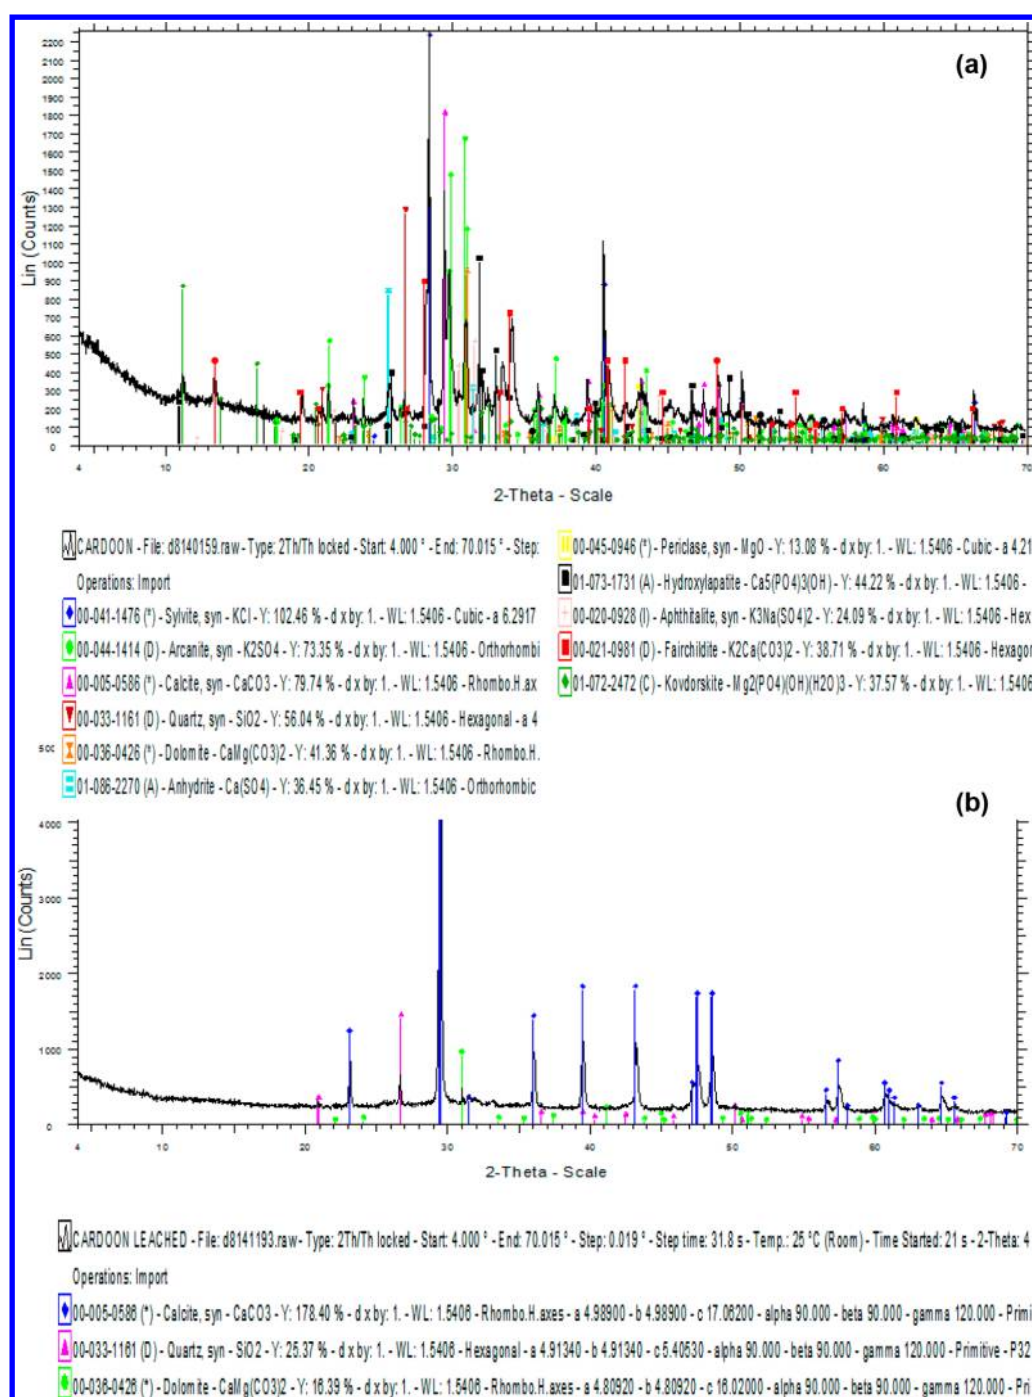 (a)
2200
2100
2000
1900
1800
1700
1600
1500
1400
1300
1200
1100
1000
900
800
700
600
500
400
300
200
100
0
Lin (Counts)
4 10 20 30 40 50 60 70
2-Theta - Scale
CARDOON - File: d8140159.raw - Type: 2Th/Th locked - Start: 4.000 ° - End: 70.015 ° - Step:
Operations: Import
00-041-1476 (*) - Sylvite, syn - KCl - Y: 102.46 % - d x by: 1. - WL: 1.5406 - Cubic - a 6.2917
00-044-1414 (D) - Arcanite, syn - K2SO4 - Y: 73.35 % - d x by: 1. - WL: 1.5406 - Orthorhombi
00-005-0586 (*) - Calcite, syn - CaCO3 - Y: 79.74 % - d x by: 1. - WL: 1.5406 - Rhombo.H.ax
00-033-1161 (D) - Quartz, syn - SiO2 - Y: 56.04 % - d x by: 1. - WL: 1.5406 - Hexagonal - a 4
00-036-0426 (*) - Dolomite - CaMg(CO3)2 - Y: 41.36 % - d x by: 1. - WL: 1.5406 - Rhombo.H.
01-086-2270 (A) - Anhydrite - Ca(SO4) - Y: 36.45 % - d x by: 1. - WL: 1.5406 - Orthorhombic
00-045-0946 (*) - Periclase, syn - MgO - Y: 13.08 % - d x by: 1. - WL: 1.5406 - Cubic - a 4.21
01-073-1731 (A) - Hydroxylapatite - Ca5(PO4)3(OH) - Y: 44.22 % - d x by: 1. - WL: 1.5406 -
00-020-0928 (I) - Aphthitalite, syn - K3Na(SO4)2 - Y: 24.09 % - d x by: 1. - WL: 1.5406 - Hex
00-021-0981 (D) - Fairchildite - K2Ca(CO3)2 - Y: 38.71 % - d x by: 1. - WL: 1.5406 - Hexagon
01-072-2472 (C) - Kovdorskite - Mg2(PO4)(OH)(H2O)3 - Y: 37.57 % - d x by: 1. - WL: 1.5406
(b)
4000
3000
2000
1000
0
Lin (Counts)
4 10 20 30 40 50 60 70
2-Theta - Scale
CARDOON LEACHED - File: d8141193.raw - Type: 2Th/Th locked - Start: 4.000 ° - End: 70.015 ° - Step: 0.019 ° - Step time: 31.8 s - Temp.: 25 °C (Room) - Time Started: 21 s - 2-Theta: 4
Operations: Import
00-005-0586 (*) - Calcite, syn - CaCO3 - Y: 178.40 % - d x by: 1. - WL: 1.5406 - Rhombo.H.axes - a 4.98900 - b 4.98900 - c 17.06200 - alpha 90.000 - beta 90.000 - gamma 120.000 - Primi
00-033-1161 (D) - Quartz, syn - SiO2 - Y: 25.37 % - d x by: 1. - WL: 1.5406 - Hexagonal - a 4.91340 - b 4.91340 - c 5.40530 - alpha 90.000 - beta 90.000 - gamma 120.000 - Primitive - P32
00-036-0426 (*) - Dolomite - CaMg(CO3)2 - Y: 16.39 % - d x by: 1. - WL: 1.5406 - Rhombo.H.axes - a 4.80920 - b 4.80920 - c 16.02000 - alpha 90.000 - beta 90.000 - gamma 120.000 - Pri